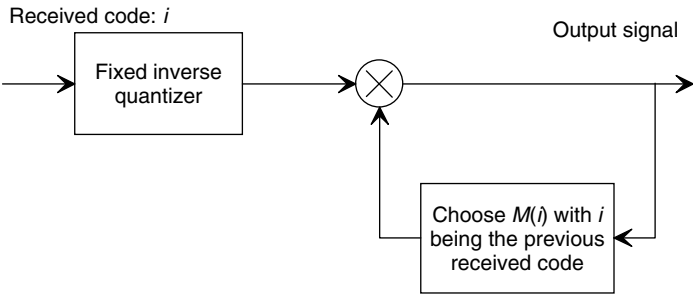 Received code: i
Output signal
Fixed inverse
quantizer
Choose M(i) with i
being the previous
received code